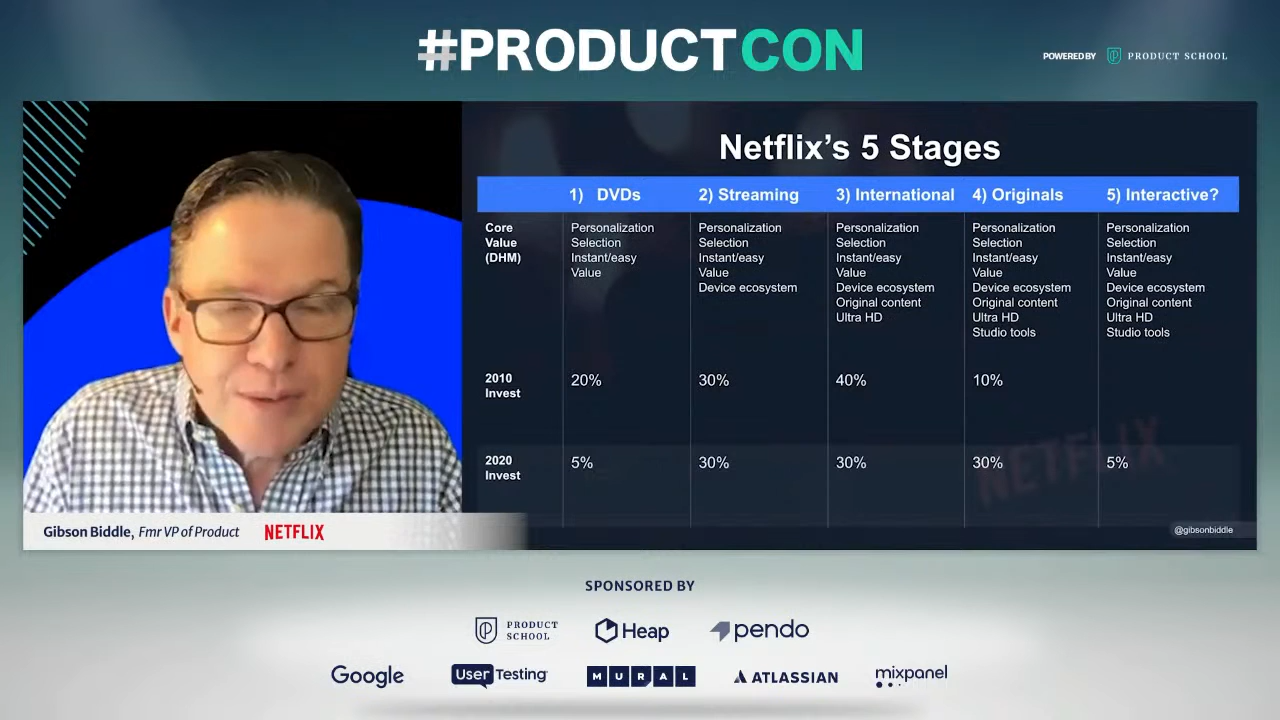 #PRODUCTCON
POWERED BY PRODUCT SCHOOL
Netflix's 5 Stages
1) DVDs 2) Streaming 3) International 4) Originals 5) Interactive?
Core Value (DHM)
Personalization
Selection
Instant/easy
Value
Personalization
Selection
Instant/easy
Value
Device ecosystem
Personalization
Selection
Instant/easy
Value
Device ecosystem
Original content
Ultra HD
Personalization
Selection
Instant/easy
Value
Device ecosystem
Original content
Ultra HD
Studio tools
Personalization
Selection
Instant/easy
Value
Device ecosystem
Original content
Ultra HD
Studio tools
2010 Invest
20% 30% 40% 10%
2020 Invest
5% 30% 30% 30% 5%
NETFLIX
@gibsonbiddle
Gibson Biddle, Fmr VP of Product NETFLIX
SPONSORED BY
PRODUCT SCHOOL Heap pendo
Google UserTesting MURAL ATLASSIAN mixpanel